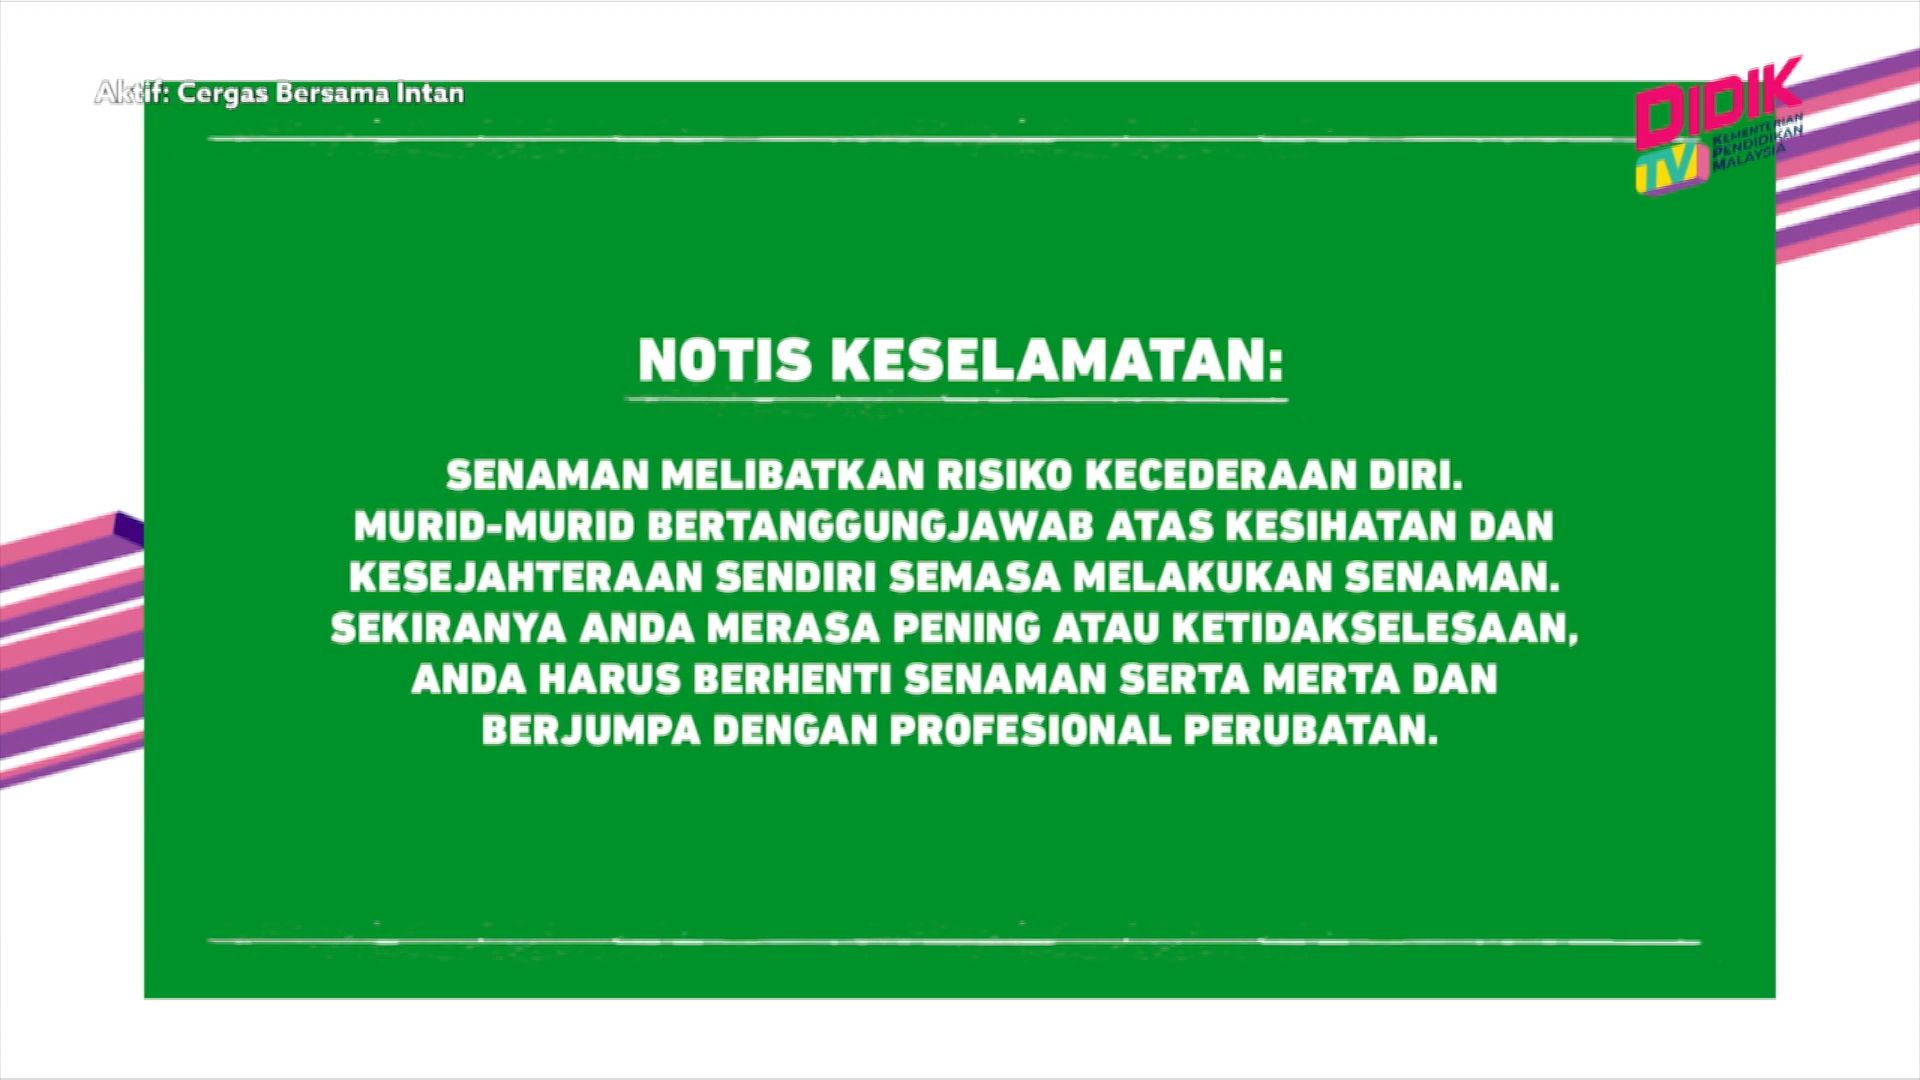 Aktif: Cergas Bersama Intan
DIDIK
TV
KEMENTERIAN
PENDIDIKAN
MALAYSIA
NOTIS KESELAMATAN:
SENAMAN MELIBATKAN RISIKO KECEDERAAN DIRI.
MURID-MURID BERTANGGUNGJAWAB ATAS KESIHATAN DAN
KESEJAHTERAAN SENDIRI SEMASA MELAKUKAN SENAMAN.
SEKIRANYA ANDA MERASA PENING ATAU KETIDAKSELESAAN,
ANDA HARUS BERHENTI SENAMAN SERTA MERTA DAN
BERJUMPA DENGAN PROFESIONAL PERUBATAN.